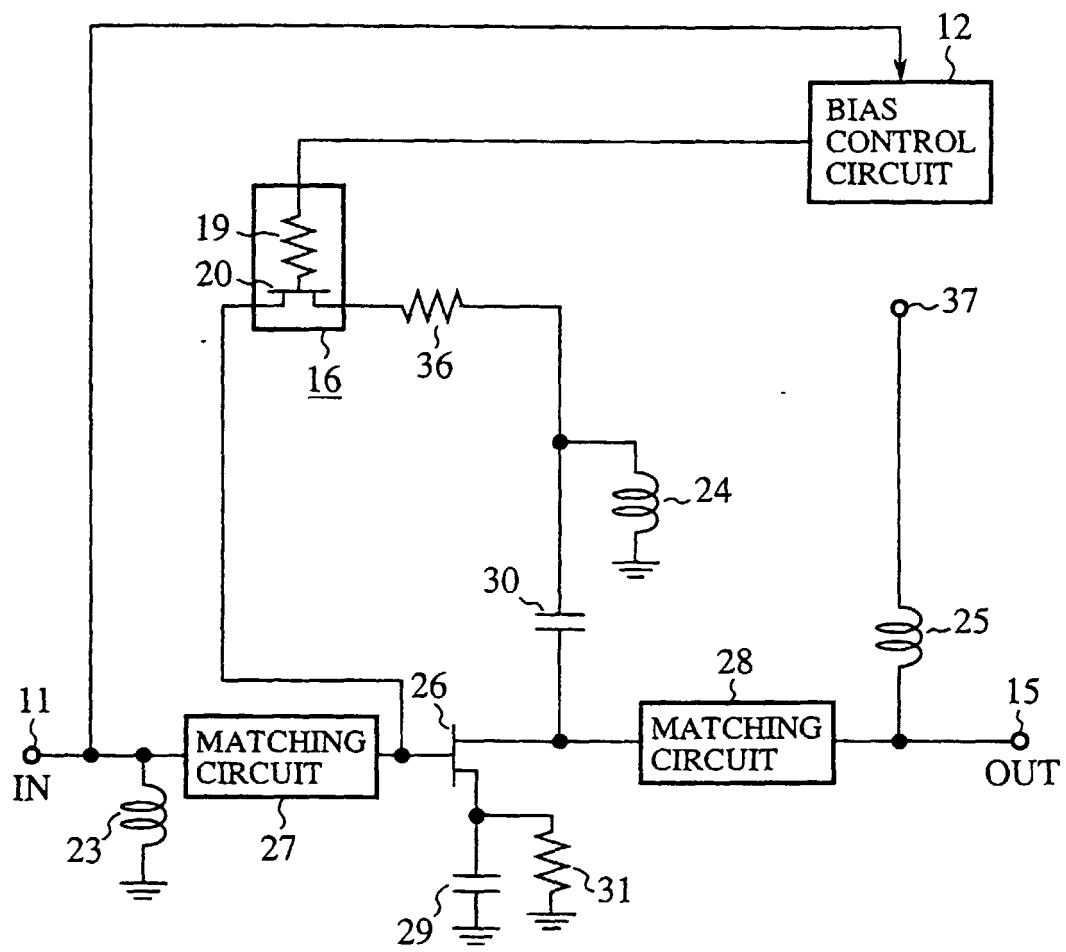 12
BIAS
CONTROL
CIRCUIT
19
20
16
36
37
24
30
25
26
28
11
15
IN
MATCHING
CIRCUIT
MATCHING
CIRCUIT
OUT
23
27
29
31